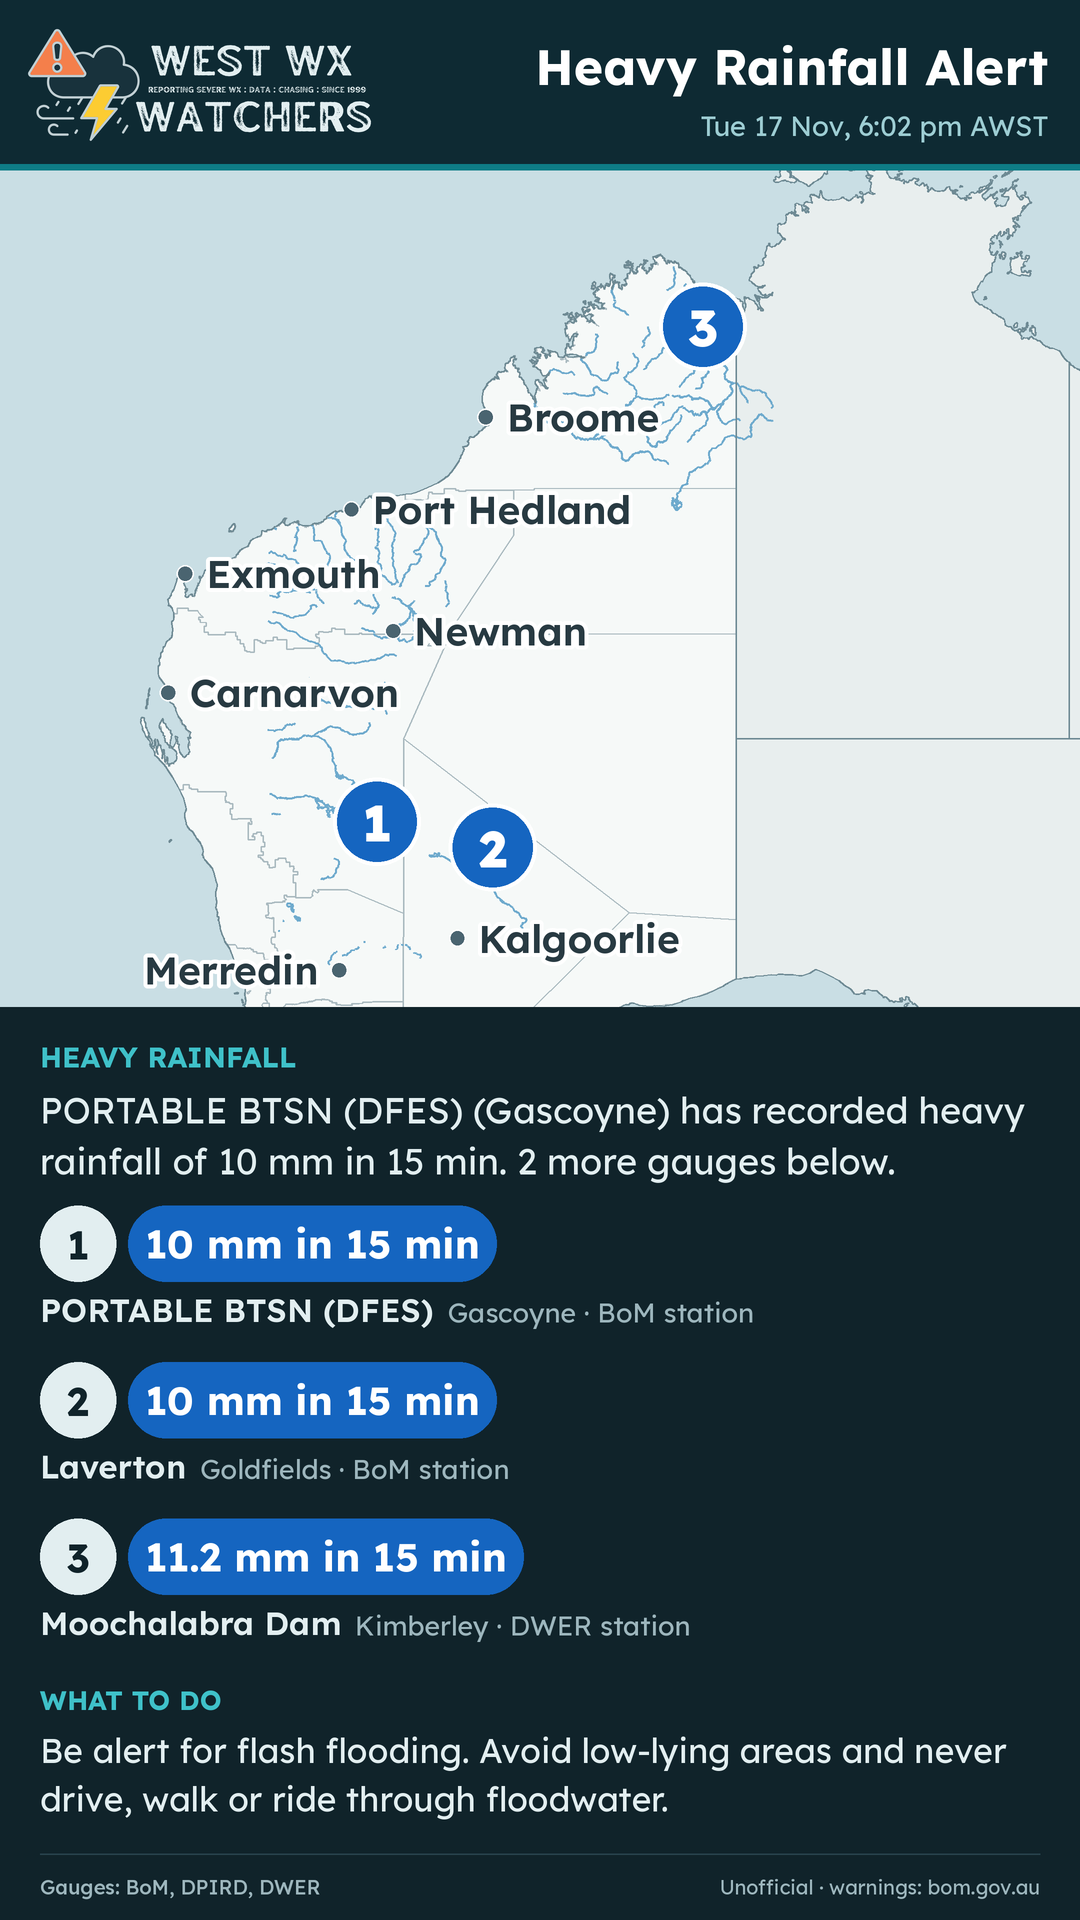 WEST WX
REPORTING SEVERE WX : DATA : CHASING : SINCE 1999
WATCHERS
Heavy Rainfall Alert
Tue 17 Nov, 6:02 pm AWST
3
Broome
Port Hedland
Exmouth
Newman
Carnarvon
1
2
Kalgoorlie
Merredin
HEAVY RAINFALL
PORTABLE BTSN (DFES) (Gascoyne) has recorded heavy
rainfall of 10 mm in 15 min. 2 more gauges below.
1 10 mm in 15 min
PORTABLE BTSN (DFES) Gascoyne · BoM station
2 10 mm in 15 min
Laverton Goldfields · BoM station
3 11.2 mm in 15 min
Moochalabra Dam Kimberley · DWER station
WHAT TO DO
Be alert for flash flooding. Avoid low-lying areas and never
drive, walk or ride through floodwater.
Gauges: BoM, DPIRD, DWER
Unofficial · warnings: bom.gov.au